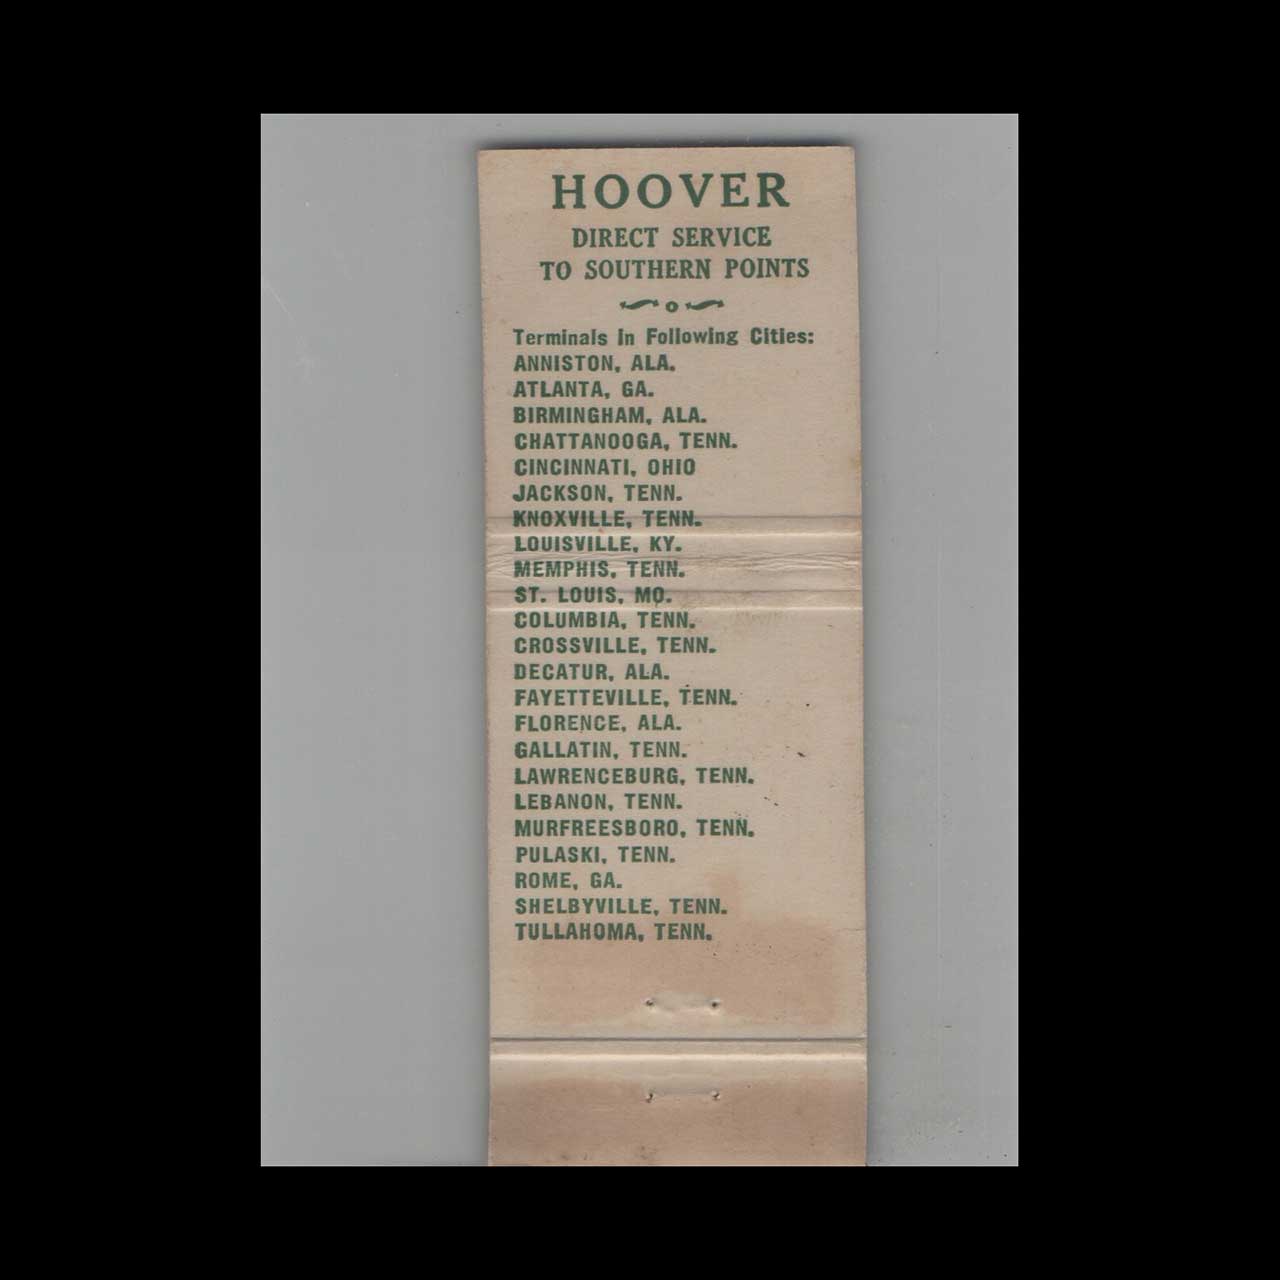 HOOVER
DIRECT SERVICE
TO SOUTHERN POINTS
Terminals In Following Cities:
ANNISTON, ALA.
ATLANTA, GA.
BIRMINGHAM, ALA.
CHATTANOOGA, TENN.
CINCINNATI, OHIO
JACKSON, TENN.
KNOXVILLE, TENN.
LOUISVILLE, KY.
MEMPHIS, TENN.
ST. LOUIS, MO.
COLUMBIA, TENN.
CROSSVILLE, TENN.
DECATUR, ALA.
FAYETTEVILLE, TENN.
FLORENCE, ALA.
GALLATIN, TENN.
LAWRENCEBURG, TENN.
LEBANON, TENN.
MURFREESBORO, TENN.
PULASKI, TENN.
ROME, GA.
SHELBYVILLE, TENN.
TULLAHOMA, TENN.